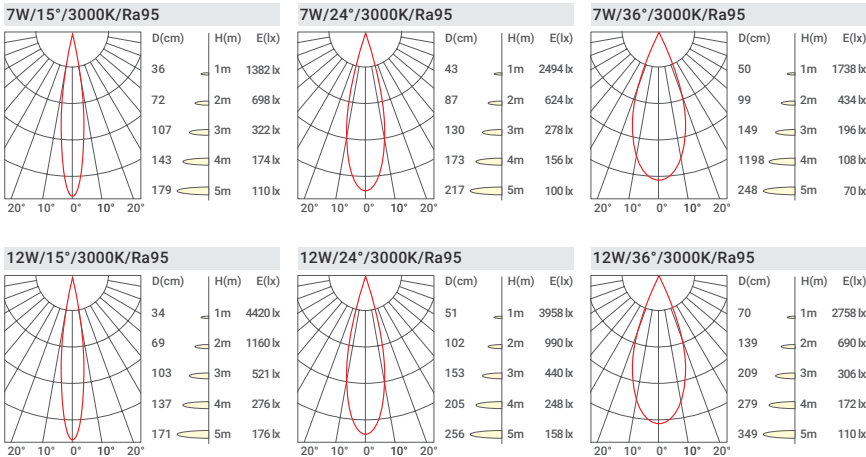 7W/15°/3000K/Ra95
D(cm) H(m) E(lx)
36 1m 1382 lx
72 2m 698 lx
107 3m 322 lx
143 4m 174 lx
179 5m 110 lx
20° 10° 0° 10° 20°
7W/24°/3000K/Ra95
D(cm) H(m) E(lx)
43 1m 2494 lx
87 2m 624 lx
130 3m 278 lx
173 4m 156 lx
217 5m 100 lx
20° 10° 0° 10° 20°
7W/36°/3000K/Ra95
D(cm) H(m) E(lx)
50 1m 1738 lx
99 2m 434 lx
149 3m 196 lx
1198 4m 108 lx
248 5m 70 lx
20° 10° 0° 10° 20°
12W/15°/3000K/Ra95
D(cm) H(m) E(lx)
34 1m 4420 lx
69 2m 1160 lx
103 3m 521 lx
137 4m 276 lx
171 5m 176 lx
20° 10° 0° 10° 20°
12W/24°/3000K/Ra95
D(cm) H(m) E(lx)
51 1m 3958 lx
102 2m 990 lx
153 3m 440 lx
205 4m 248 lx
256 5m 158 lx
20° 10° 0° 10° 20°
12W/36°/3000K/Ra95
D(cm) H(m) E(lx)
70 1m 2758 lx
139 2m 690 lx
209 3m 306 lx
279 4m 172 lx
349 5m 110 lx
20° 10° 0° 10° 20°